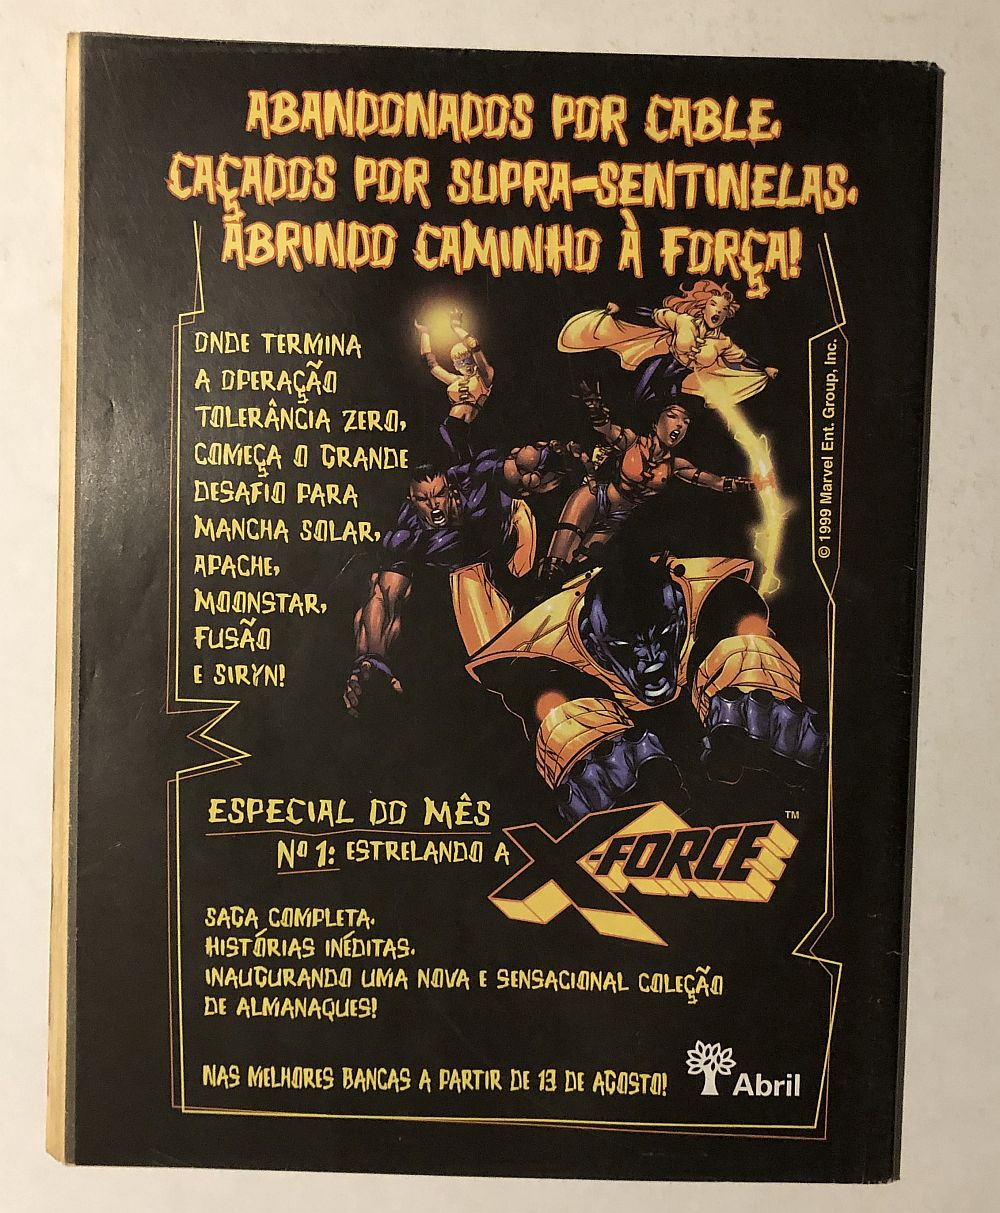 ABANDONADOS POR CABLE.
CAÇADOS POR SUPRA-SENTINELAS.
ABRINDO CAMINHO À FORÇA!
ONDE TERMINA
A OPERAÇÃO
TOLERÂNCIA ZERO,
COMEÇA O GRANDE
DESAFIO PARA
MANCHA SOLAR,
APACHE,
MOONSTAR,
FUSÃO
E SIRYN!
© 1999 Marvel Ent. Group, Inc.
ESPECIAL DO MÊS
Nº 1: ESTRELANDO A
X-FORCE™
SAGA COMPLETA.
HISTÓRIAS INÉDITAS.
INAUGURANDO UMA NOVA E SENSACIONAL COLEÇÃO
DE ALMANAQUES!
NAS MELHORES BANCAS A PARTIR DE 13 DE AGOSTO!
Abril